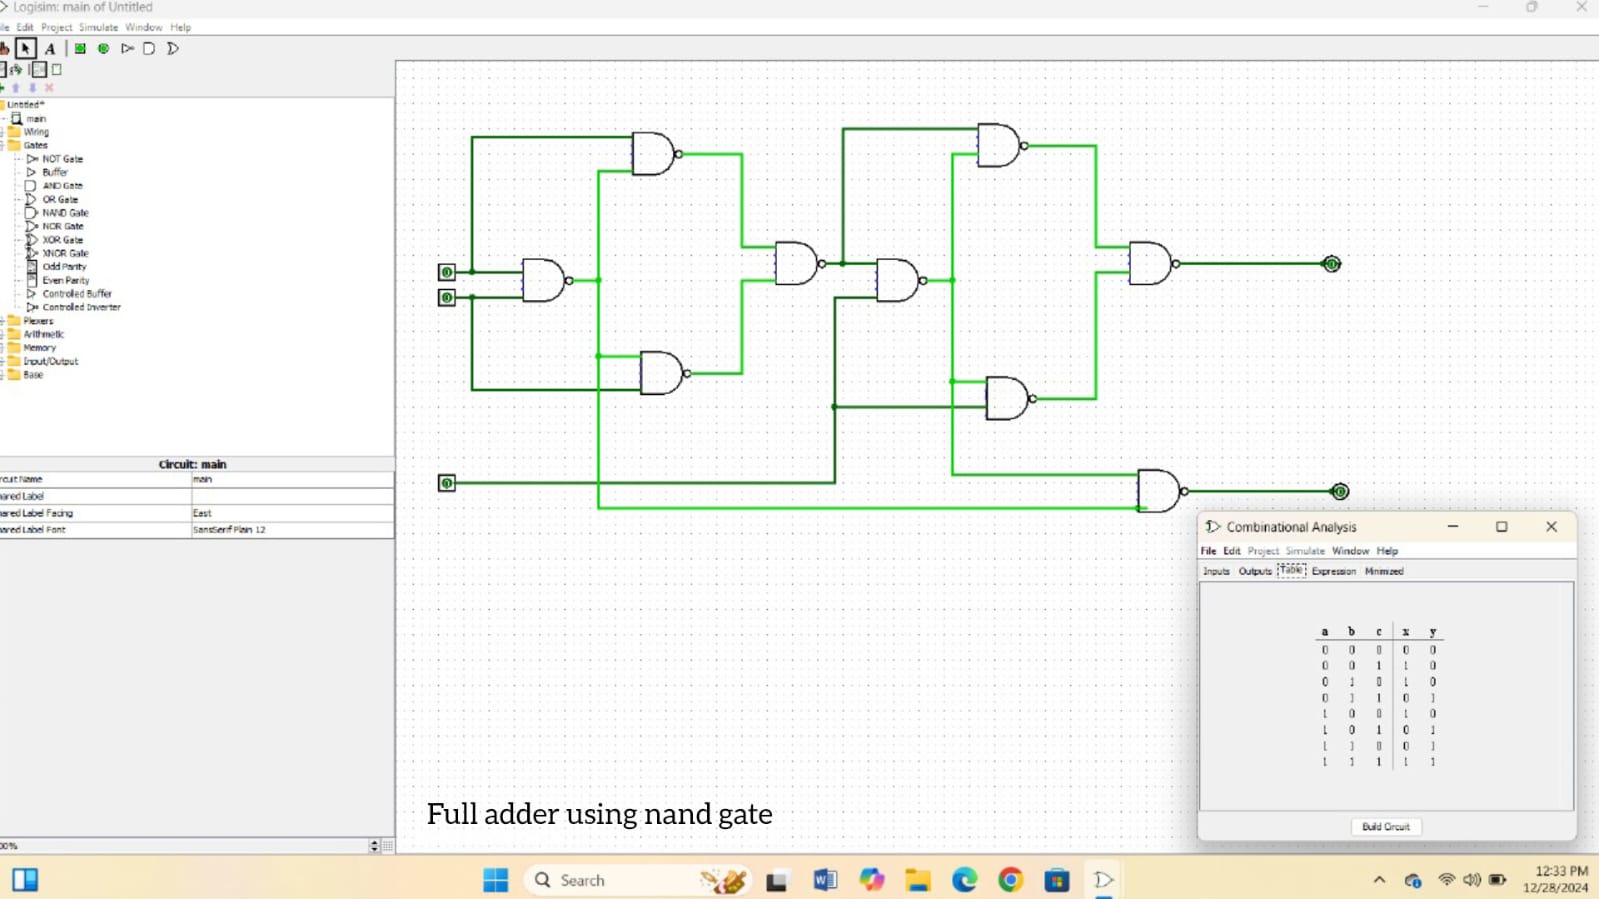 Logisim: main of Untitled
Edit Project Simulate Window Help
A
Untitled*
main
Wiring
Gates
NOT Gate
Buffer
AND Gate
OR Gate
NAND Gate
NOR Gate
XOR Gate
XNOR Gate
Odd Parity
Even Parity
Controlled Buffer
Controlled Inverter
Plexers
Arithmetic
Memory
Input/Output
Base
Circuit: main
rcuit Name main
ared Label
ared Label Facing East
ared Label Font SansSerif Plain 12
Full adder using nand gate
Combinational Analysis
File Edit Project Simulate Window Help
Inputs Outputs Table Expression Minimized
a b c x y
0 0 0 0 0
0 0 1 1 0
0 1 0 1 0
0 1 1 0 1
1 0 0 1 0
1 0 1 0 1
1 1 0 0 1
1 1 1 1 1
Build Circuit
Search
12:33 PM
12/28/2024